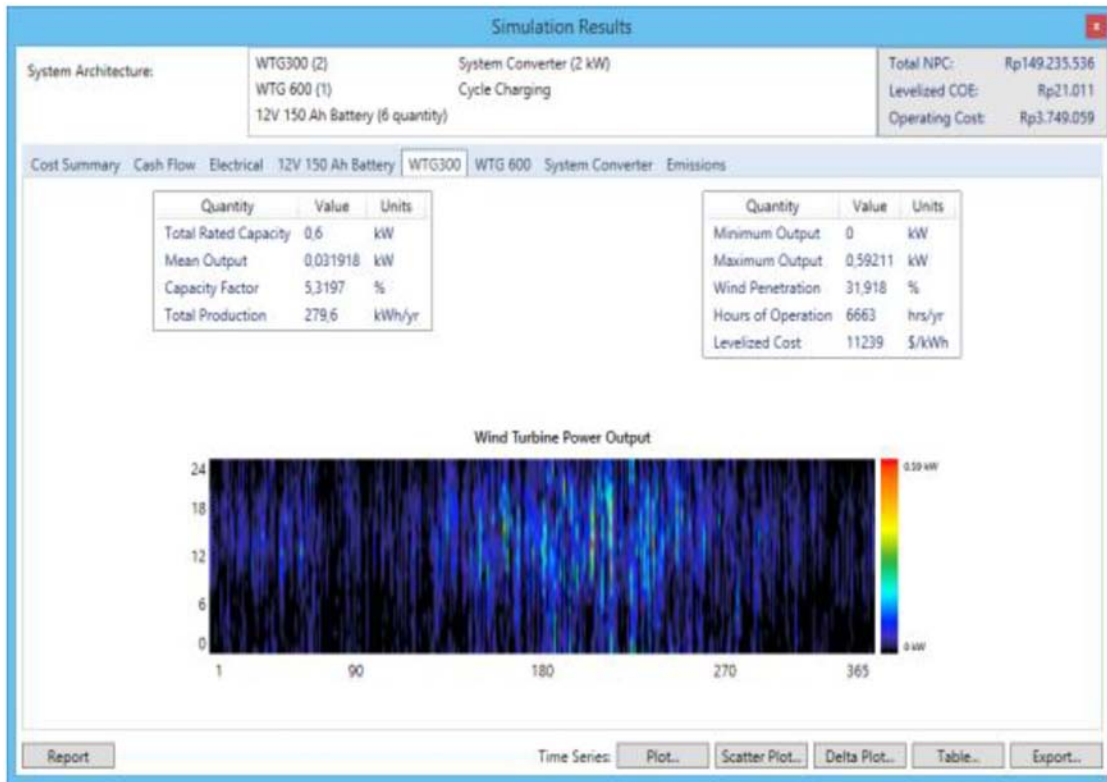 Simulation Results
x
System Architecture:
WTG300 (2)
WTG 600 (1)
12V 150 Ah Battery (6 quantity)
System Converter (2 kW)
Cycle Charging
Total NPC: Rp149.235.536
Levelized COE: Rp21.011
Operating Cost: Rp3.749.059
Cost Summary Cash Flow Electrical 12V 150 Ah Battery WTG300 WTG 600 System Converter Emissions
Quantity Value Units
Total Rated Capacity 0,6 kW
Mean Output 0,031918 kW
Capacity Factor 5,3197 %
Total Production 279,6 kWh/yr
Quantity Value Units
Minimum Output 0 kW
Maximum Output 0,59211 kW
Wind Penetration 31,918 %
Hours of Operation 6663 hrs/yr
Levelized Cost 11239 $/kWh
Wind Turbine Power Output
24
18
12
6
0
1 90 180 270 365
0.59 kW
0 kW
Report Time Series: Plot... Scatter Plot... Delta Plot... Table... Export...